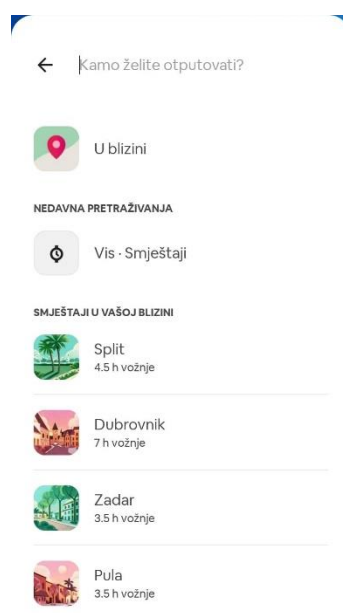 Kamo želite otputovati?
U blizini
NEDAVNA PRETRAŽIVANJA
Vis · Smještaji
SMJEŠTAJI U VAŠOJ BLIZINI
Split
4.5 h vožnje
Dubrovnik
7 h vožnje
Zadar
3.5 h vožnje
Pula
3.5 h vožnje